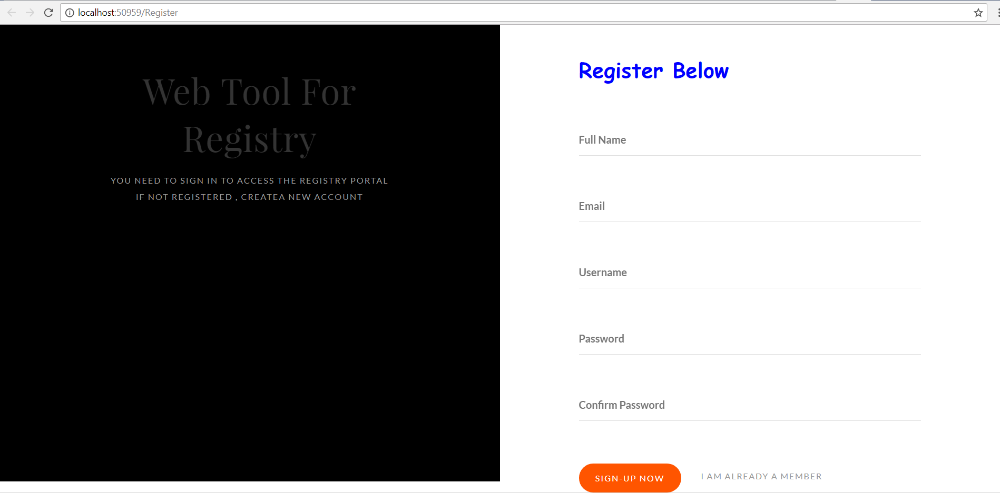 localhost:50959/Register
Web Tool For
Registry
YOU NEED TO SIGN IN TO ACCESS THE REGISTRY PORTAL
IF NOT REGISTERED , CREATEA NEW ACCOUNT
Register Below
Full Name
Email
Username
Password
Confirm Password
SIGN-UP NOW
I AM ALREADY A MEMBER